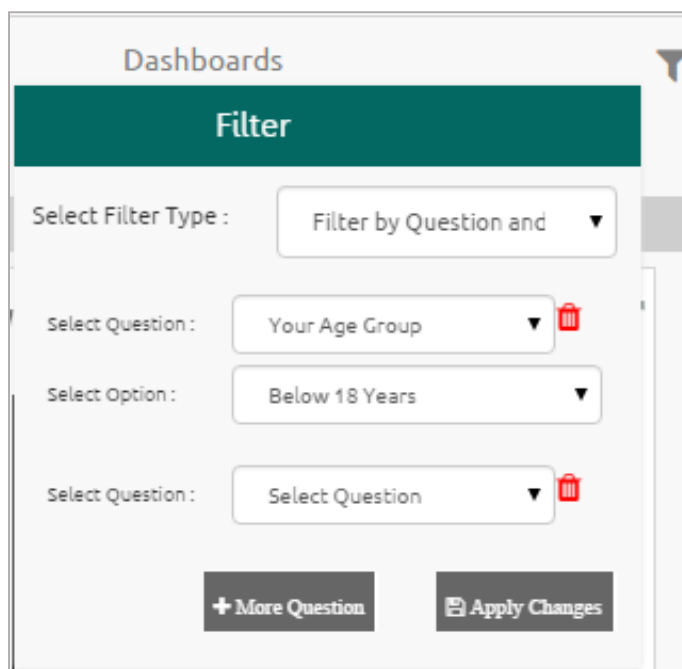 Dashboards
Filter
Select Filter Type : Filter by Question and
Select Question : Your Age Group
Select Option : Below 18 Years
Select Question : Select Question
More Question Apply Changes